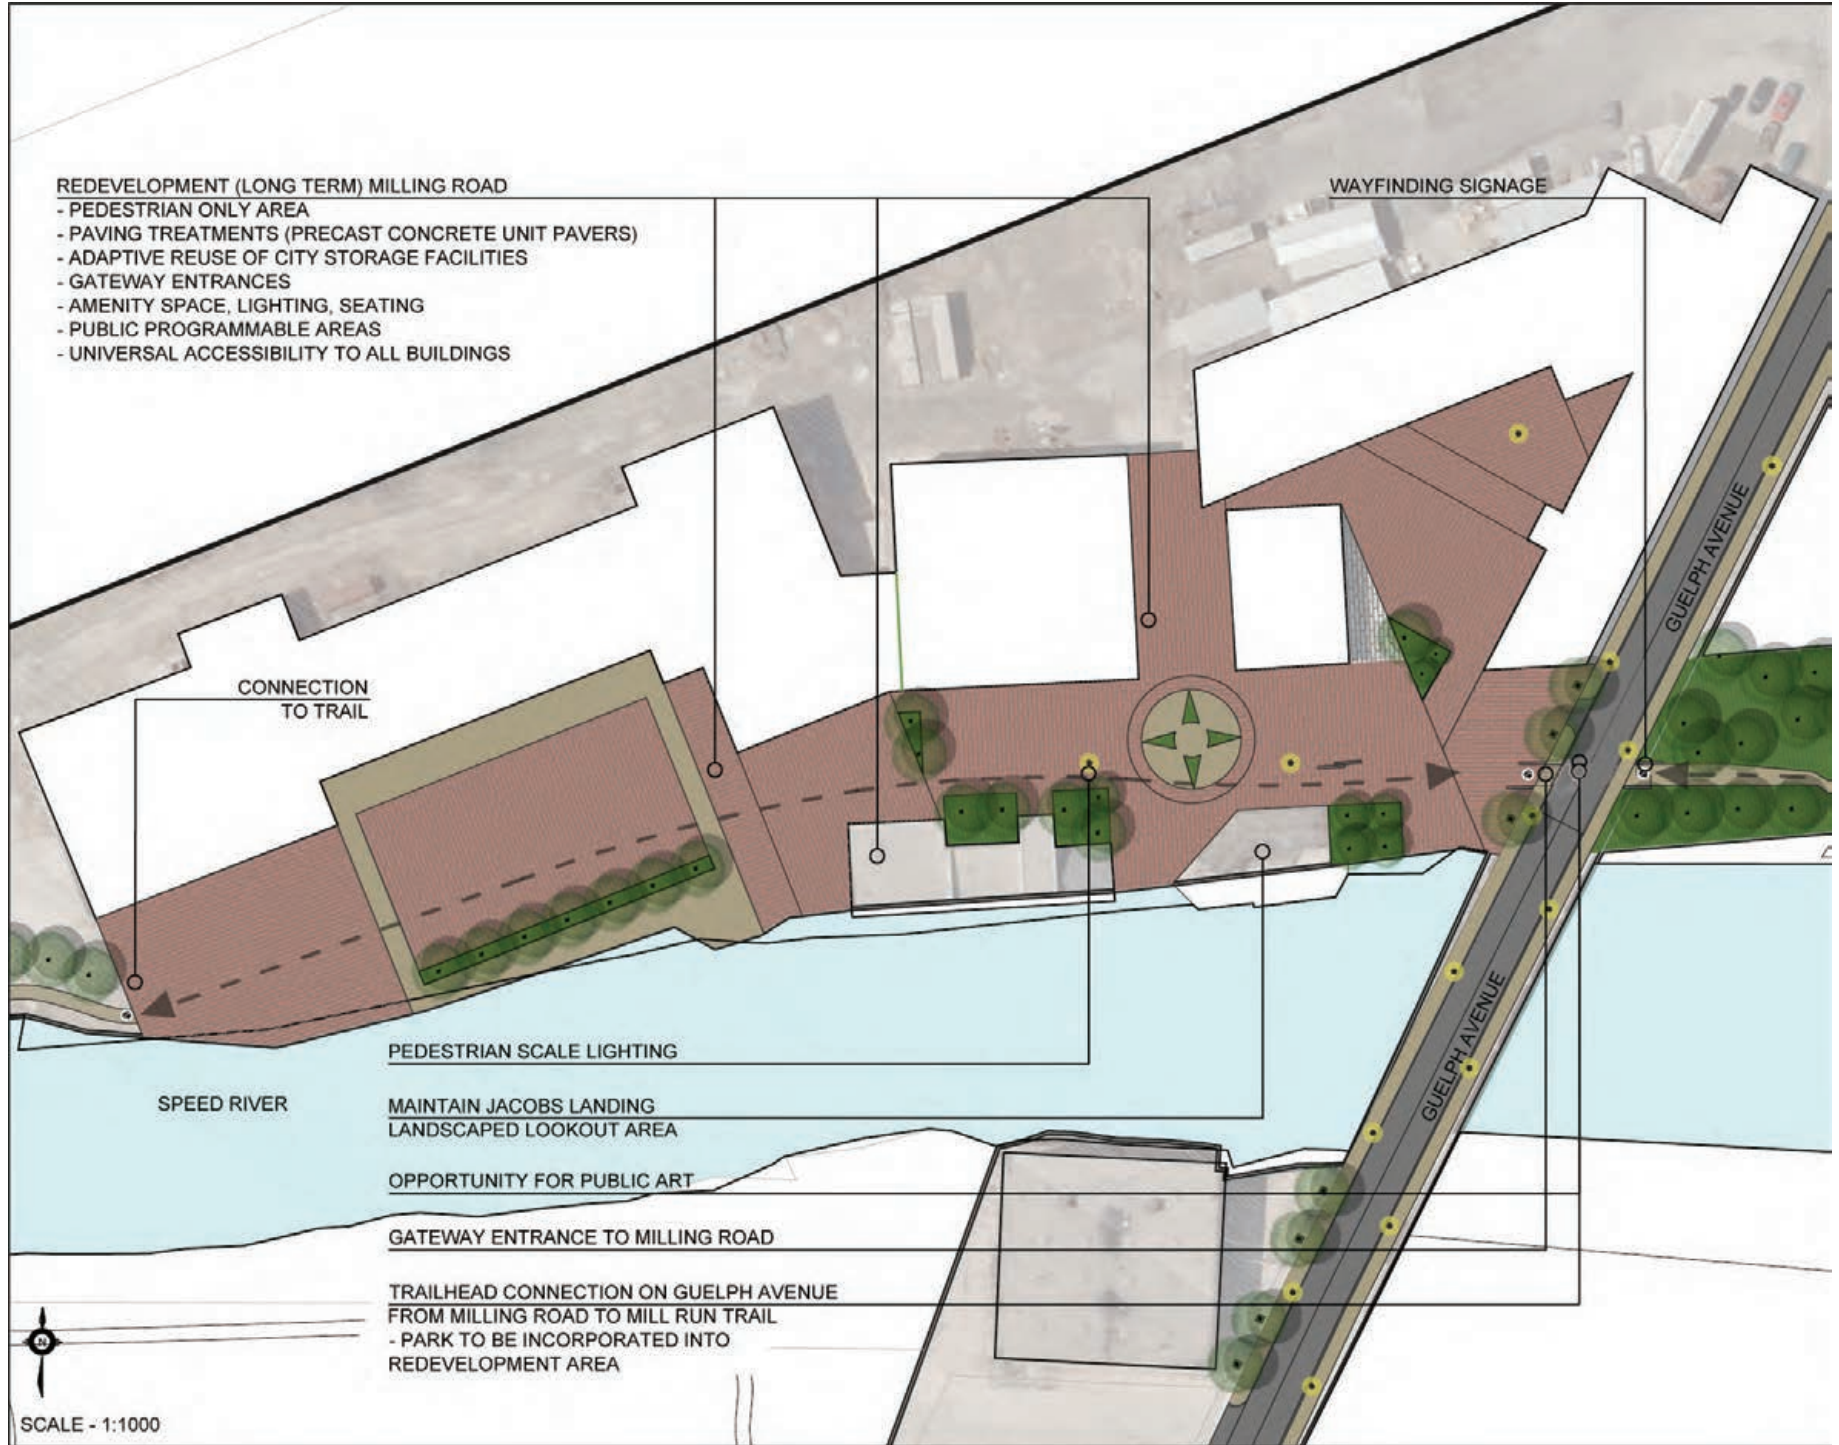 REDEVELOPMENT (LONG TERM) MILLING ROAD
- PEDESTRIAN ONLY AREA
- PAVING TREATMENTS (PRECAST CONCRETE UNIT PAVERS)
- ADAPTIVE REUSE OF CITY STORAGE FACILITIES
- GATEWAY ENTRANCES
- AMENITY SPACE, LIGHTING, SEATING
- PUBLIC PROGRAMMABLE AREAS
- UNIVERSAL ACCESSIBILITY TO ALL BUILDINGS
WAYFINDING SIGNAGE
GUELPH AVENUE
CONNECTION
TO TRAIL
GUELPH AVENUE
PEDESTRIAN SCALE LIGHTING
SPEED RIVER
MAINTAIN JACOBS LANDING
LANDSCAPED LOOKOUT AREA
OPPORTUNITY FOR PUBLIC ART
GATEWAY ENTRANCE TO MILLING ROAD
TRAILHEAD CONNECTION ON GUELPH AVENUE
FROM MILLING ROAD TO MILL RUN TRAIL
- PARK TO BE INCORPORATED INTO
REDEVELOPMENT AREA
N
SCALE - 1:1000